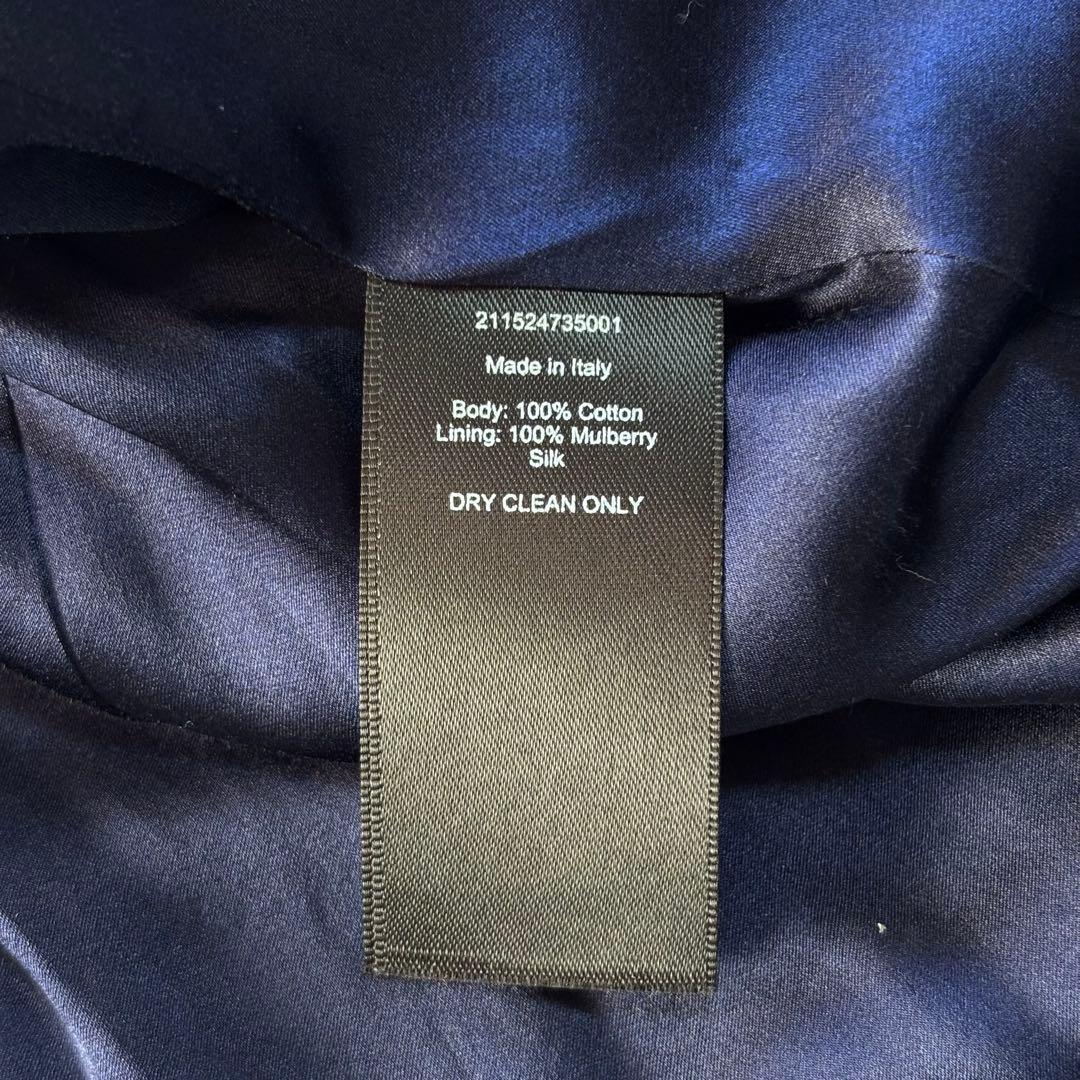 211524735001
Made in Italy
Body: 100% Cotton
Lining: 100% Mulberry
Silk
DRY CLEAN ONLY